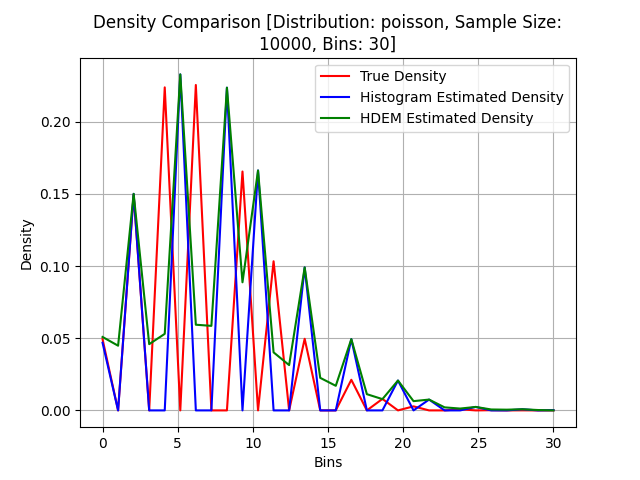 Density Comparison [Distribution: poisson, Sample Size:
10000, Bins: 30]
True Density
Histogram Estimated Density
HDEM Estimated Density
Density
0.20
0.15
0.10
0.05
0.00
0 5 10 15 20 25 30
Bins